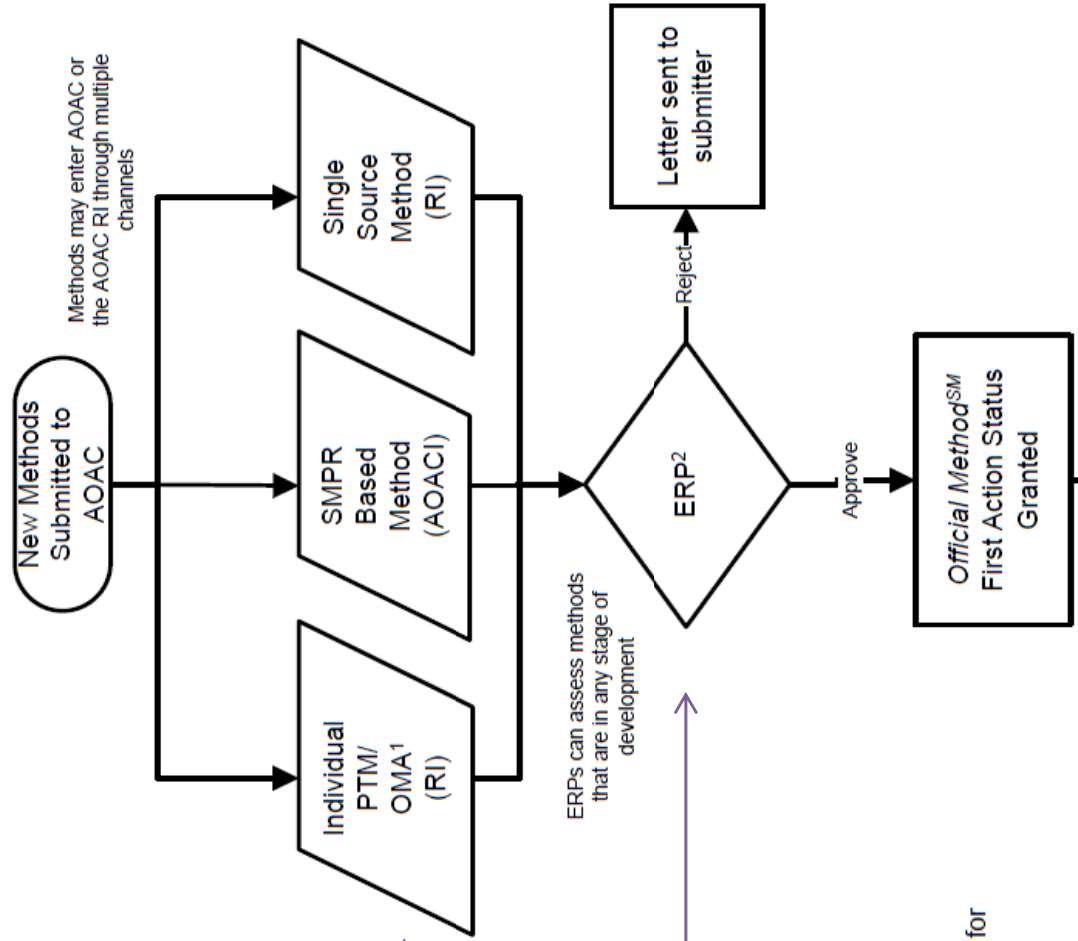 New Methods
Submitted to
AOAC
Methods may enter AOAC or
the AOAC RI through multiple
channels
Individual
PTM/
OMA¹
(RI)
SMPR
Based
Method
(AOACI)
Single
Source
Method
(RI)
ERPs can assess methods
that are in any stage of
development
ERP²
Reject
Letter sent to
submitter
Approve
Official Method℠
First Action Status
Granted
for